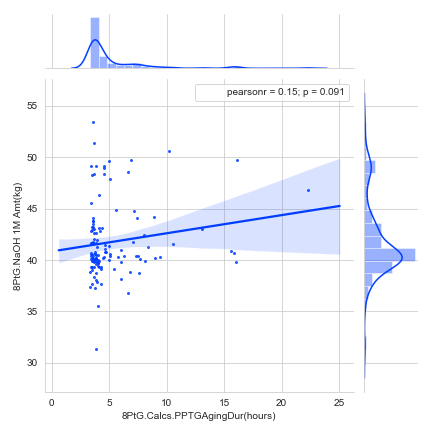 pearsonr = 0.15; p = 0.091
55
50
45
40
35
30
8PtG.NaOH 1M Amt(kg)
0 5 10 15 20 25
8PtG.Calcs.PPTGAgingDur(hours)